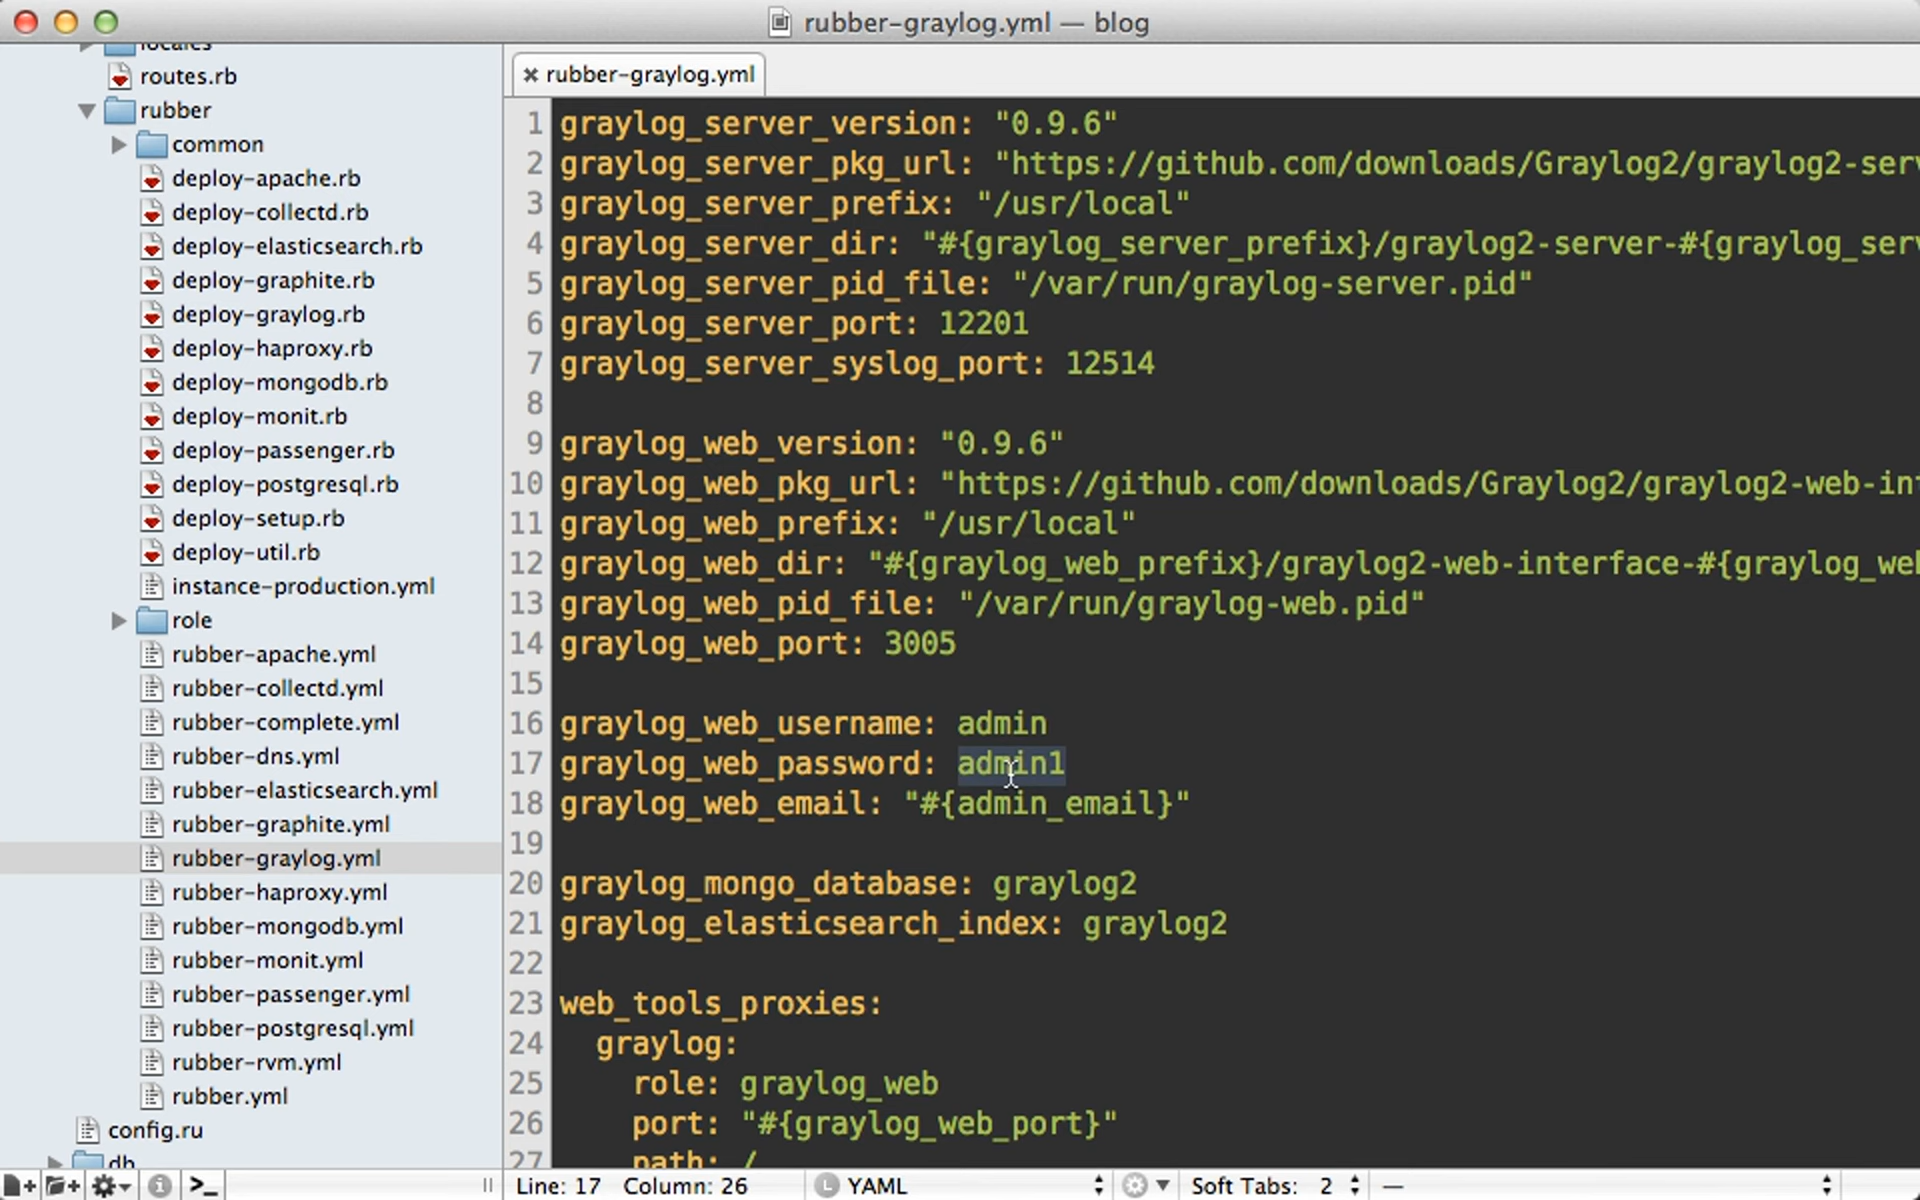 rubber-graylog.yml — blog
locales
routes.rb
rubber
common
deploy-apache.rb
deploy-collectd.rb
deploy-elasticsearch.rb
deploy-graphite.rb
deploy-graylog.rb
deploy-haproxy.rb
deploy-mongodb.rb
deploy-monit.rb
deploy-passenger.rb
deploy-postgresql.rb
deploy-setup.rb
deploy-util.rb
instance-production.yml
role
rubber-apache.yml
rubber-collectd.yml
rubber-complete.yml
rubber-dns.yml
rubber-elasticsearch.yml
rubber-graphite.yml
rubber-graylog.yml
rubber-haproxy.yml
rubber-mongodb.yml
rubber-monit.yml
rubber-passenger.yml
rubber-postgresql.yml
rubber-rvm.yml
rubber.yml
config.ru
db
rubber-graylog.yml
1 graylog_server_version: "0.9.6"
2 graylog_server_pkg_url: "https://github.com/downloads/Graylog2/graylog2-serv
3 graylog_server_prefix: "/usr/local"
4 graylog_server_dir: "#{graylog_server_prefix}/graylog2-server-#{graylog_serv
5 graylog_server_pid_file: "/var/run/graylog-server.pid"
6 graylog_server_port: 12201
7 graylog_server_syslog_port: 12514
8
9 graylog_web_version: "0.9.6"
10 graylog_web_pkg_url: "https://github.com/downloads/Graylog2/graylog2-web-int
11 graylog_web_prefix: "/usr/local"
12 graylog_web_dir: "#{graylog_web_prefix}/graylog2-web-interface-#{graylog_web
13 graylog_web_pid_file: "/var/run/graylog-web.pid"
14 graylog_web_port: 3005
15
16 graylog_web_username: admin
17 graylog_web_password: admin1
18 graylog_web_email: "#{admin_email}"
19
20 graylog_mongo_database: graylog2
21 graylog_elasticsearch_index: graylog2
22
23 web_tools_proxies:
24 graylog:
25 role: graylog_web
26 port: "#{graylog_web_port}"
27 path: /
Line: 17 Column: 26 L YAML Soft Tabs: 2 —